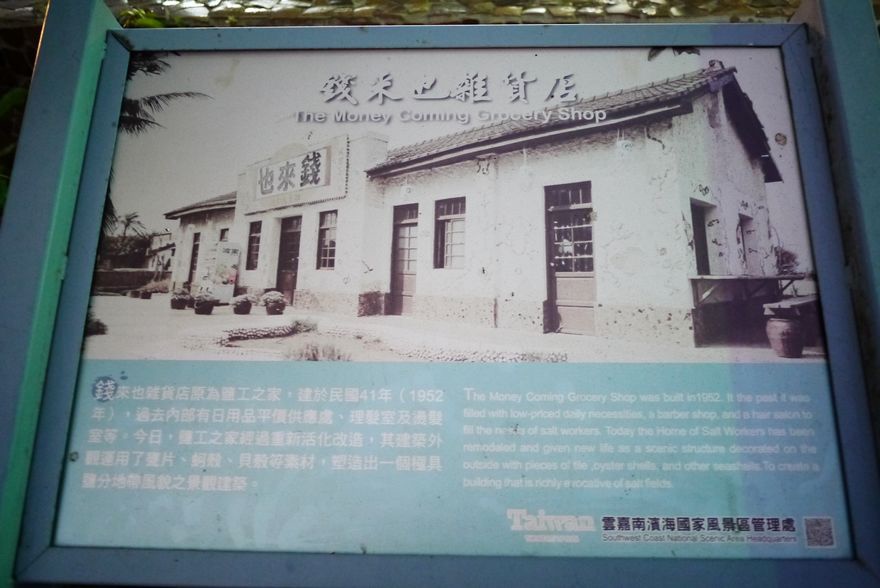 錢來也雜貨店
The Money Coming Grocery Shop
也來錢
錢來也雜貨店原為鹽工之家，建於民國41年（1952
年），過去內部有日用品平價供應處、理髮室及燙髮
室等。今日，鹽工之家經過重新活化改造，其建築外
觀運用了甕片、蚵殼、貝殼等素材，塑造出一個極具
鹽分地帶風貌之景觀建築。
The Money Coming Grocery Shop was built in1952. It the past it was
filled with low-priced daily necessities, a barber shop, and a hair salon to
fill the needs of salt workers. Today the Home of Salt Workers has been
remodeled and given new life as a scenic structure decorated on the
outside with pieces of tile ,oyster shells, and other seashells.To create a
building that is richly evocative of salt fields.
Taiwan
雲嘉南濱海國家風景區管理處
Southwest Coast National Scenic Area Headquarters